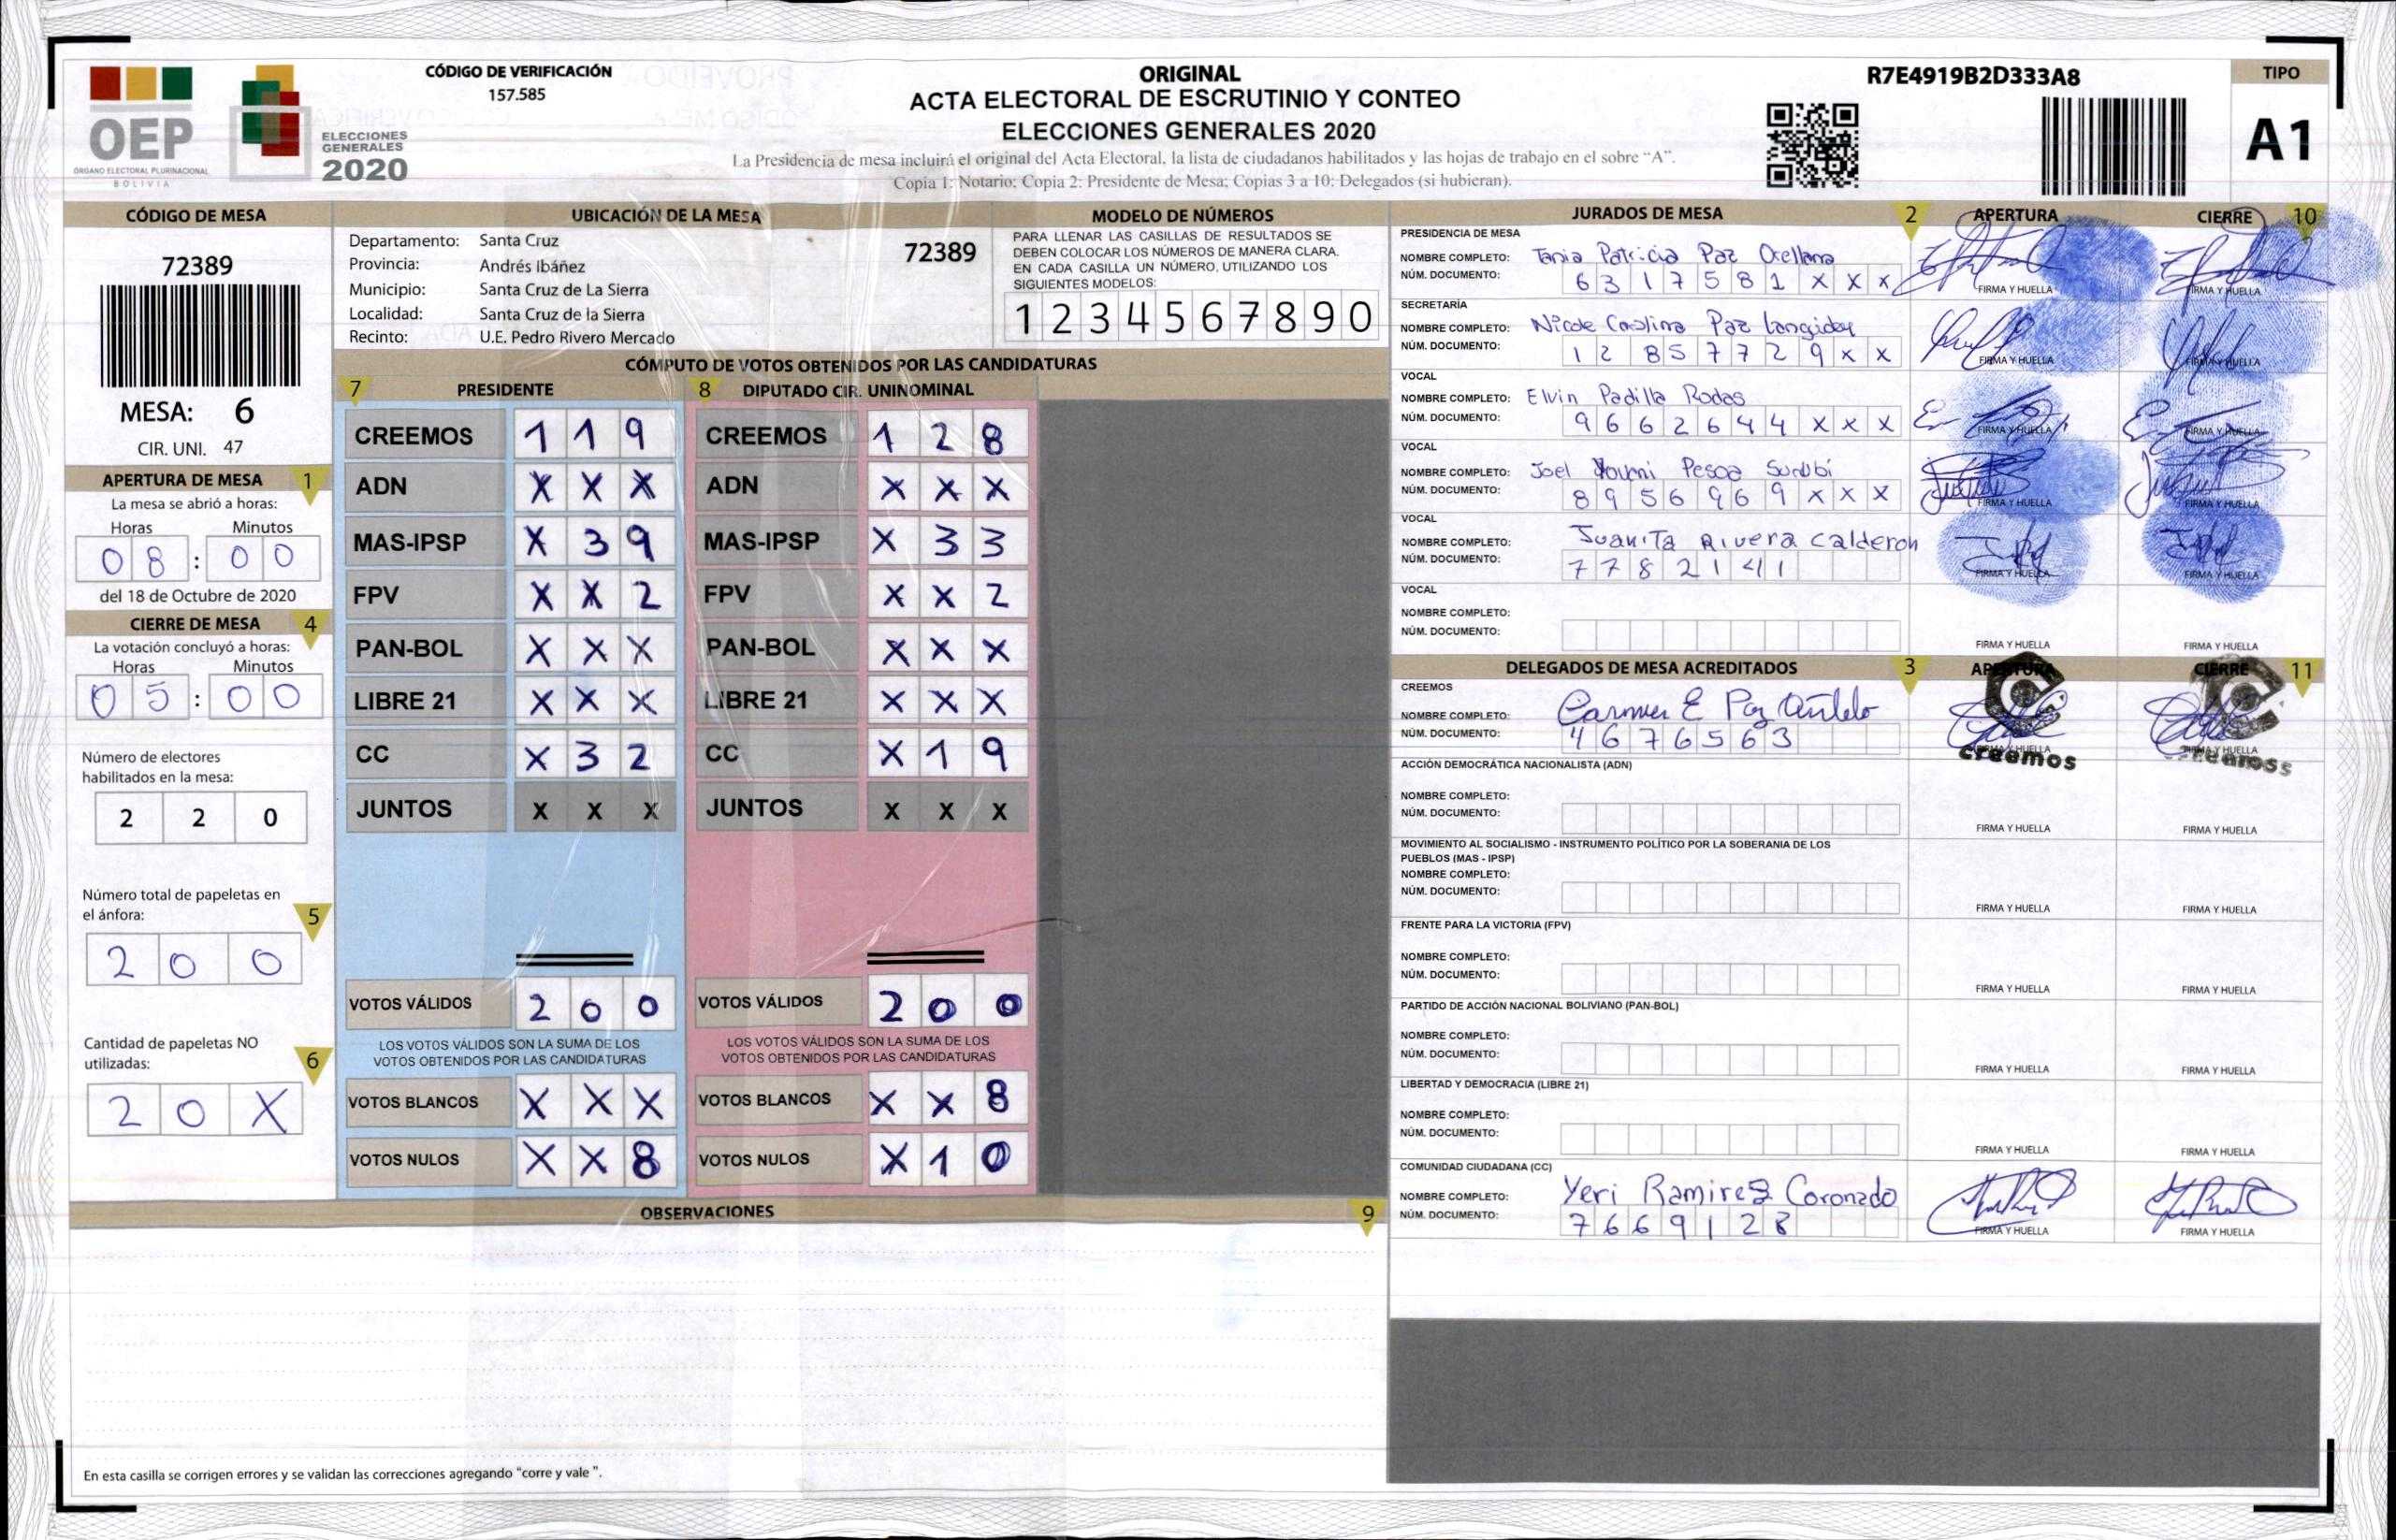 OEP
ÓRGANO ELECTORAL PLURINACIONAL
BOLIVIA
ELECCIONES
GENERALES
2020
CÓDIGO DE VERIFICACIÓN
157.585
ORIGINAL
ACTA ELECTORAL DE ESCRUTINIO Y CONTEO
ELECCIONES GENERALES 2020
La Presidencia de mesa incluirá el original del Acta Electoral, la lista de ciudadanos habilitados y las hojas de trabajo en el sobre “A”.
Copia 1: Notario; Copia 2: Presidente de Mesa; Copias 3 a 10: Delegados (si hubieran).
R7E4919B2D333A8
TIPO
A1
CÓDIGO DE MESA
72389
MESA: 6
CIR. UNI. 47
APERTURA DE MESA 1
La mesa se abrió a horas:
Horas Minutos
08:00
del 18 de Octubre de 2020
CIERRE DE MESA 4
La votación concluyó a horas:
Horas Minutos
05:00
Número de electores
habilitados en la mesa:
2 2 0
Número total de papeletas en
el ánfora: 5
2 0 0
Cantidad de papeletas NO
utilizadas: 6
2 0 X
UBICACIÓN DE LA MESA
Departamento: Santa Cruz 72389
Provincia: Andrés Ibáñez
Municipio: Santa Cruz de La Sierra
Localidad: Santa Cruz de la Sierra
Recinto: U.E. Pedro Rivero Mercado
MODELO DE NÚMEROS
PARA LLENAR LAS CASILLAS DE RESULTADOS SE
DEBEN COLOCAR LOS NÚMEROS DE MANERA CLARA.
EN CADA CASILLA UN NÚMERO, UTILIZANDO LOS
SIGUIENTES MODELOS:
1 2 3 4 5 6 7 8 9 0
CÓMPUTO DE VOTOS OBTENIDOS POR LAS CANDIDATURAS
7 PRESIDENTE
CREEMOS 1 1 9
ADN X X X
MAS-IPSP X 3 9
FPV X X 2
PAN-BOL X X X
LIBRE 21 X X X
CC X 3 2
JUNTOS X X X
VOTOS VÁLIDOS 2 0 0
LOS VOTOS VÁLIDOS SON LA SUMA DE LOS
VOTOS OBTENIDOS POR LAS CANDIDATURAS
VOTOS BLANCOS X X X
VOTOS NULOS X X 8
8 DIPUTADO CIR. UNINOMINAL
CREEMOS 1 2 8
ADN X X X
MAS-IPSP X 3 3
FPV X X 2
PAN-BOL X X X
LIBRE 21 X X X
CC X 1 9
JUNTOS X X X
VOTOS VÁLIDOS 2 0 0
LOS VOTOS VÁLIDOS SON LA SUMA DE LOS
VOTOS OBTENIDOS POR LAS CANDIDATURAS
VOTOS BLANCOS X X 8
VOTOS NULOS X 1 0
OBSERVACIONES 9
En esta casilla se corrigen errores y se validan las correcciones agregando “corre y vale ”.
JURADOS DE MESA 2 APERTURA CIERRE 10
PRESIDENCIA DE MESA
NOMBRE COMPLETO: Tania Patricia Paz Orellana
NÚM. DOCUMENTO: 6 3 1 7 5 8 1 X X X
FIRMA Y HUELLA FIRMA Y HUELLA
SECRETARÍA
NOMBRE COMPLETO: Nicole Carolina Paz
NÚM. DOCUMENTO: 1 2 8 5 7 7 2 9 X X
FIRMA Y HUELLA FIRMA Y HUELLA
VOCAL
NOMBRE COMPLETO: Elvin Padilla Rodas
NÚM. DOCUMENTO: 9 6 6 2 6 4 4 X X X
FIRMA Y HUELLA FIRMA Y HUELLA
VOCAL
NOMBRE COMPLETO: Joel Pesoa
NÚM. DOCUMENTO: 8 9 5 6 9 6 9 X X X
FIRMA Y HUELLA FIRMA Y HUELLA
VOCAL
NOMBRE COMPLETO: Juanita Rivera Calderon
NÚM. DOCUMENTO: 7 7 8 2 1 4 1
FIRMA Y HUELLA FIRMA Y HUELLA
VOCAL
NOMBRE COMPLETO:
NÚM. DOCUMENTO:
FIRMA Y HUELLA FIRMA Y HUELLA
DELEGADOS DE MESA ACREDITADOS 3 APERTURA CIERRE 11
CREEMOS
NOMBRE COMPLETO: Carmen E Paz
NÚM. DOCUMENTO: 4 6 7 6 5 6 3
FIRMA Y HUELLA FIRMA Y HUELLA
creemos creemos
ACCIÓN DEMOCRÁTICA NACIONALISTA (ADN)
NOMBRE COMPLETO:
NÚM. DOCUMENTO:
FIRMA Y HUELLA FIRMA Y HUELLA
MOVIMIENTO AL SOCIALISMO - INSTRUMENTO POLÍTICO POR LA SOBERANIA DE LOS
PUEBLOS (MAS - IPSP)
NOMBRE COMPLETO:
NÚM. DOCUMENTO:
FIRMA Y HUELLA FIRMA Y HUELLA
FRENTE PARA LA VICTORIA (FPV)
NOMBRE COMPLETO:
NÚM. DOCUMENTO:
FIRMA Y HUELLA FIRMA Y HUELLA
PARTIDO DE ACCIÓN NACIONAL BOLIVIANO (PAN-BOL)
NOMBRE COMPLETO:
NÚM. DOCUMENTO:
FIRMA Y HUELLA FIRMA Y HUELLA
LIBERTAD Y DEMOCRACIA (LIBRE 21)
NOMBRE COMPLETO:
NÚM. DOCUMENTO:
FIRMA Y HUELLA FIRMA Y HUELLA
COMUNIDAD CIUDADANA (CC)
NOMBRE COMPLETO: Yeri Ramirez Coronado
NÚM. DOCUMENTO: 7 6 6 9 1 2 8
FIRMA Y HUELLA FIRMA Y HUELLA